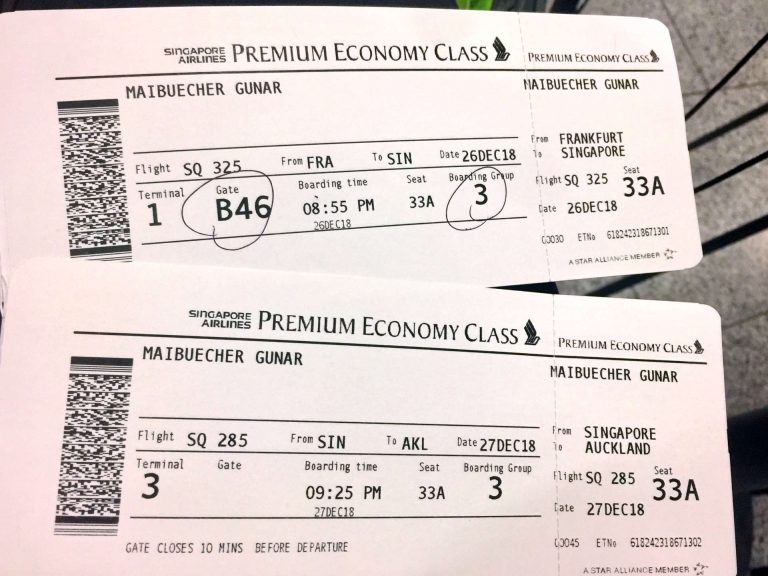 SINGAPORE AIRLINES PREMIUM ECONOMY CLASS
MAIBUECHER GUNAR
Flight SQ 325 From FRA To SIN Date 26DEC18
Terminal Gate Boarding time Seat Boarding Group
1 B46 08:55 PM 33A 3
26DEC18
PREMIUM ECONOMY CLASS
MAIBUECHER GUNAR
From FRANKFURT
To SINGAPORE
Flight SQ 325 Seat 33A
Date 26DEC18
G0030 ETNo 618242318671301
A STAR ALLIANCE MEMBER
SINGAPORE AIRLINES PREMIUM ECONOMY CLASS
MAIBUECHER GUNAR
Flight SQ 285 From SIN To AKL Date 27DEC18
Terminal Gate Boarding time Seat Boarding Group
3 09:25 PM 33A 3
27DEC18
GATE CLOSES 10 MINS BEFORE DEPARTURE
PREMIUM ECONOMY CLASS
MAIBUECHER GUNAR
From SINGAPORE
To AUCKLAND
Flight SQ 285 Seat 33A
Date 27DEC18
G0045 ETNo 618242318671302
A STAR ALLIANCE MEMBER